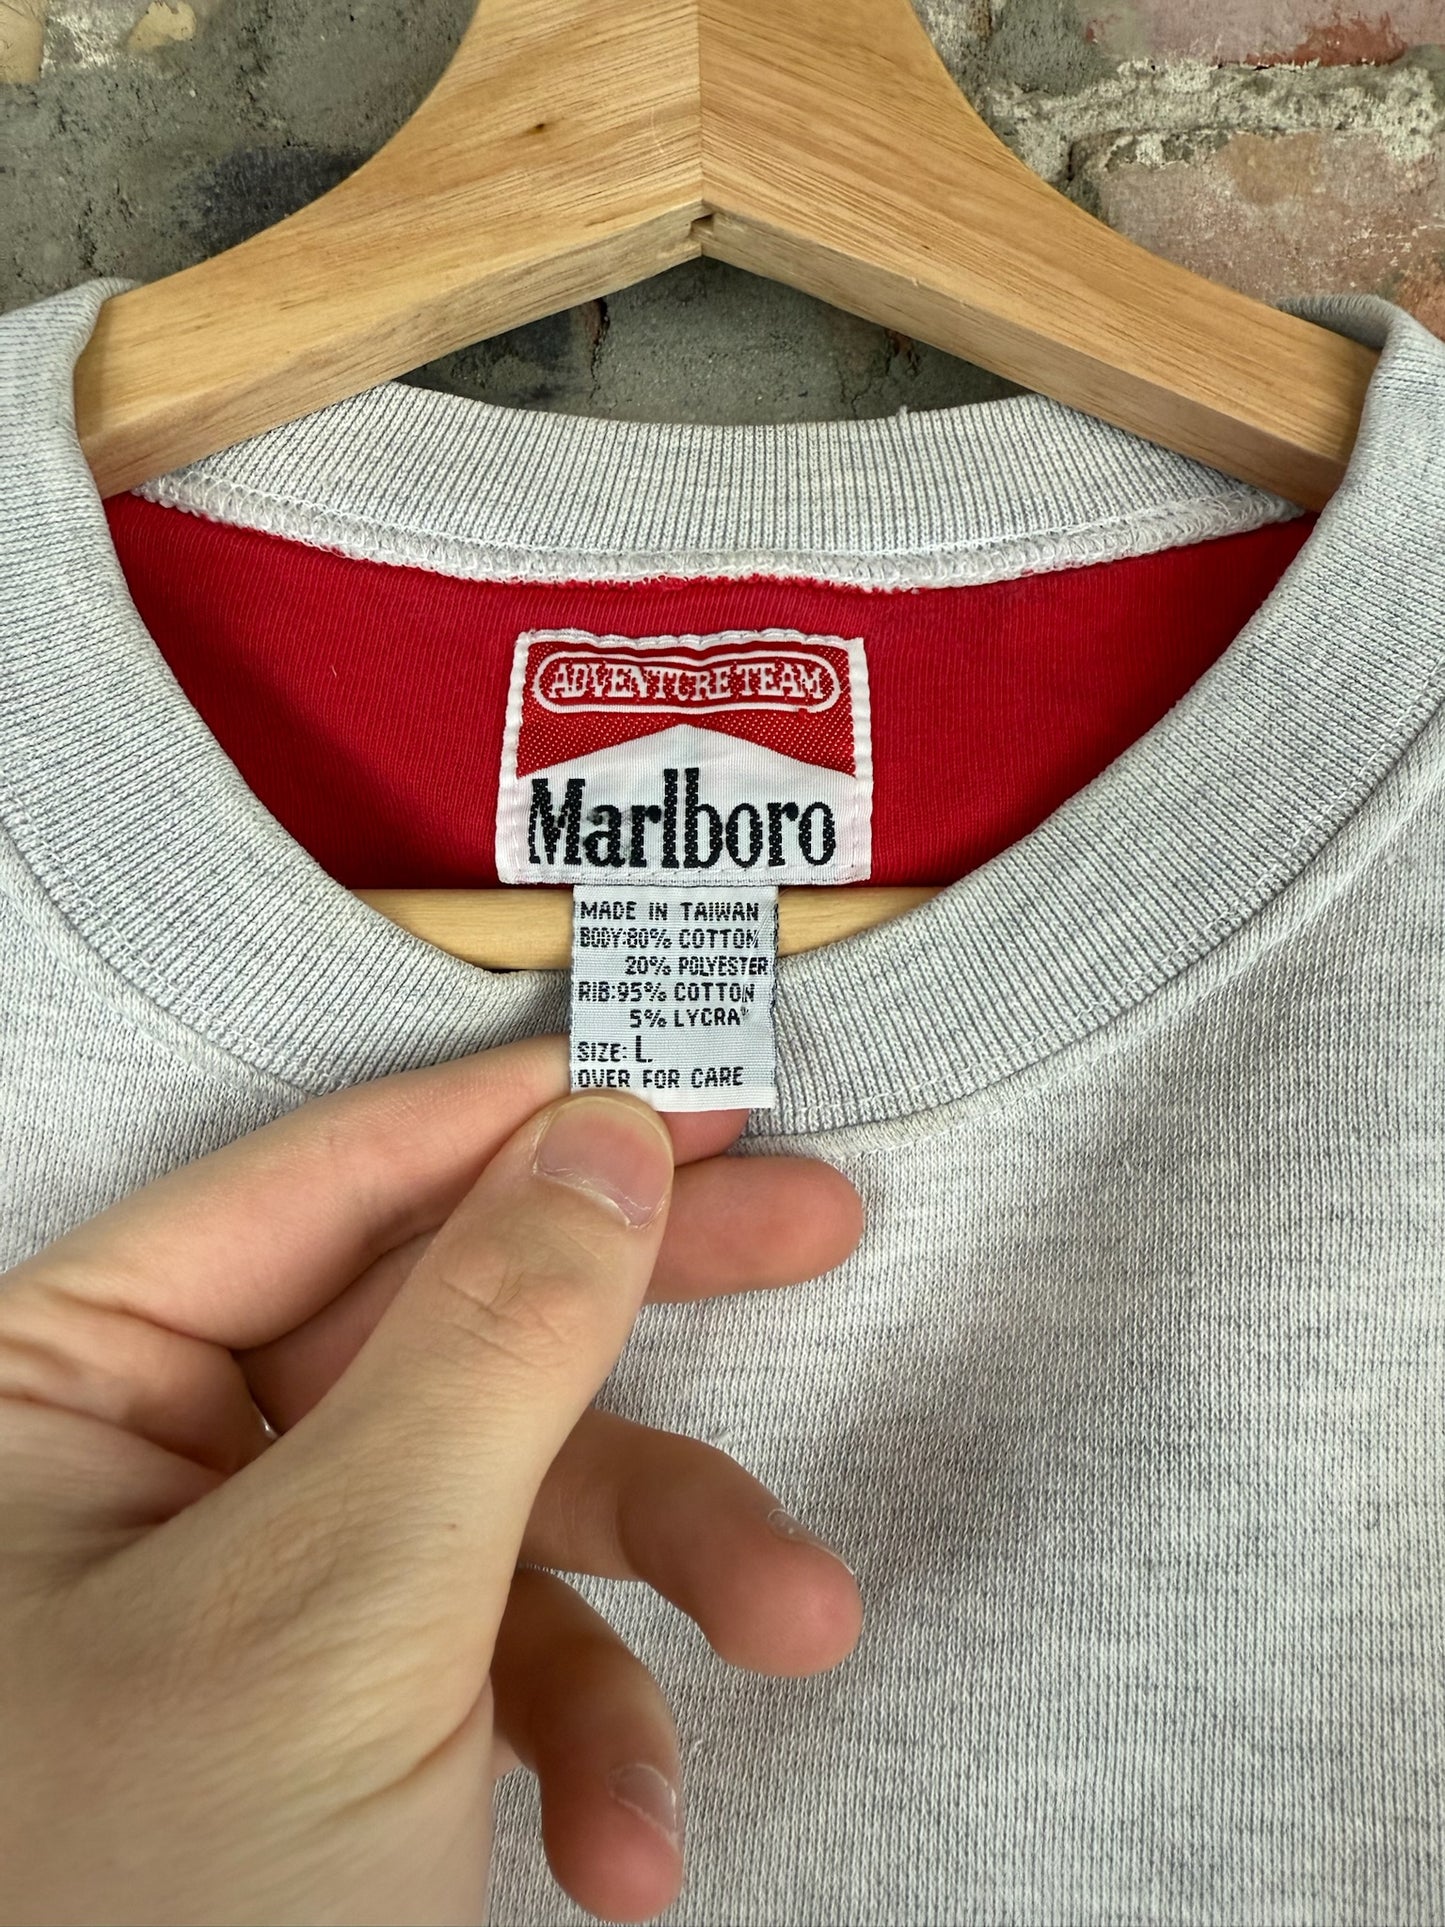 ADVENTURE TEAM
Marlboro
MADE IN TAIWAN
BODY:80% COTTON
20% POLYESTER
RIB:95% COTTON
5% LYCRA®
SIZE: L.
OVER FOR CARE